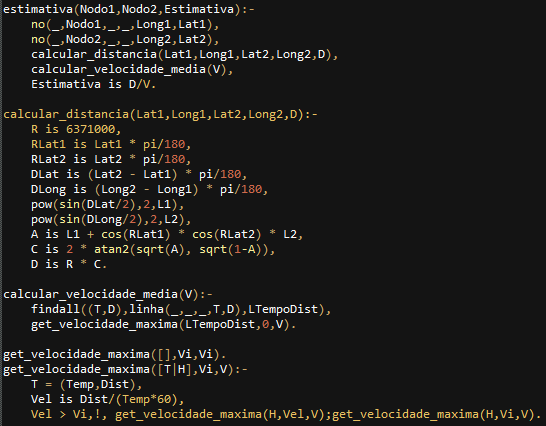 estimativa(Nodo1,Nodo2,Estimativa):-
no(_,Nodo1,_,_,Long1,Lat1),
no(_,Nodo2,_,_,Long2,Lat2),
calcular_distancia(Lat1,Long1,Lat2,Long2,D),
calcular_velocidade_media(V),
Estimativa is D/V.
calcular_distancia(Lat1,Long1,Lat2,Long2,D):-
R is 6371000,
RLat1 is Lat1 * pi/180,
RLat2 is Lat2 * pi/180,
DLat is (Lat2 - Lat1) * pi/180,
DLong is (Long2 - Long1) * pi/180,
pow(sin(DLat/2),2,L1),
pow(sin(DLong/2),2,L2),
A is L1 + cos(RLat1) * cos(RLat2) * L2,
C is 2 * atan2(sqrt(A), sqrt(1-A)),
D is R * C.
calcular_velocidade_media(V):-
findall((T,D),linha(_,_,_,T,D),LTempoDist),
get_velocidade_maxima(LTempoDist,0,V).
get_velocidade_maxima([],Vi,Vi).
get_velocidade_maxima([T|H],Vi,V):-
T = (Temp,Dist),
Vel is Dist/(Temp*60),
Vel > Vi,!, get_velocidade_maxima(H,Vel,V);get_velocidade_maxima(H,Vi,V).